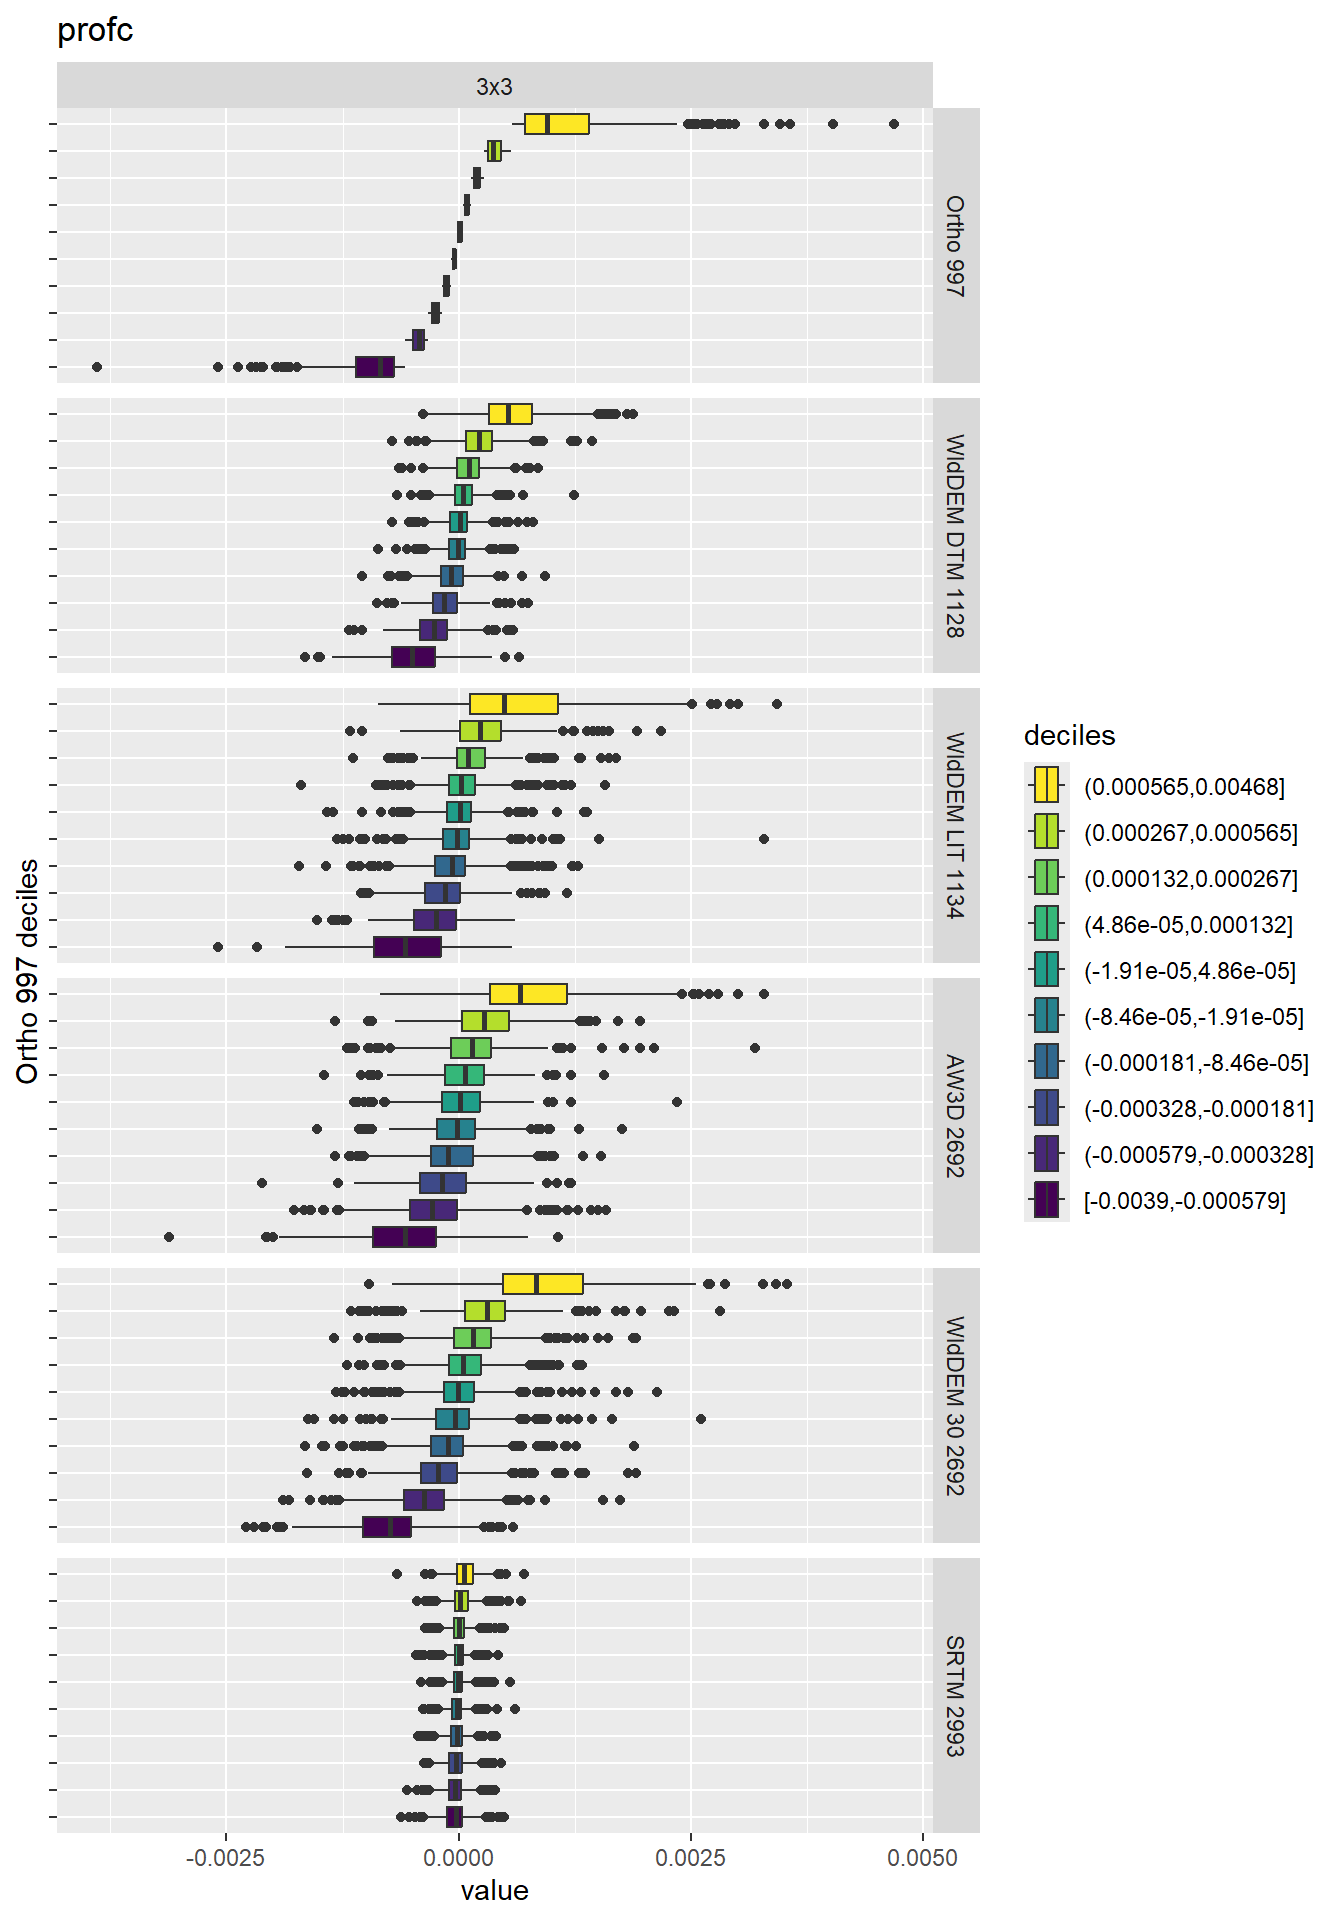 profc
3x3
Ortho 997
WldDEM DTM 1128
WldDEM LIT 1134
AW3D 2692
WldDEM 30 2692
SRTM 2993
Ortho 997 deciles
-0.0025
0.0000
0.0025
0.0050
value
deciles
(0.000565,0.00468]
(0.000267,0.000565]
(0.000132,0.000267]
(4.86e-05,0.000132]
(-1.91e-05,4.86e-05]
(-8.46e-05,-1.91e-05]
(-0.000181,-8.46e-05]
(-0.000328,-0.000181]
(-0.000579,-0.000328]
[-0.0039,-0.000579]